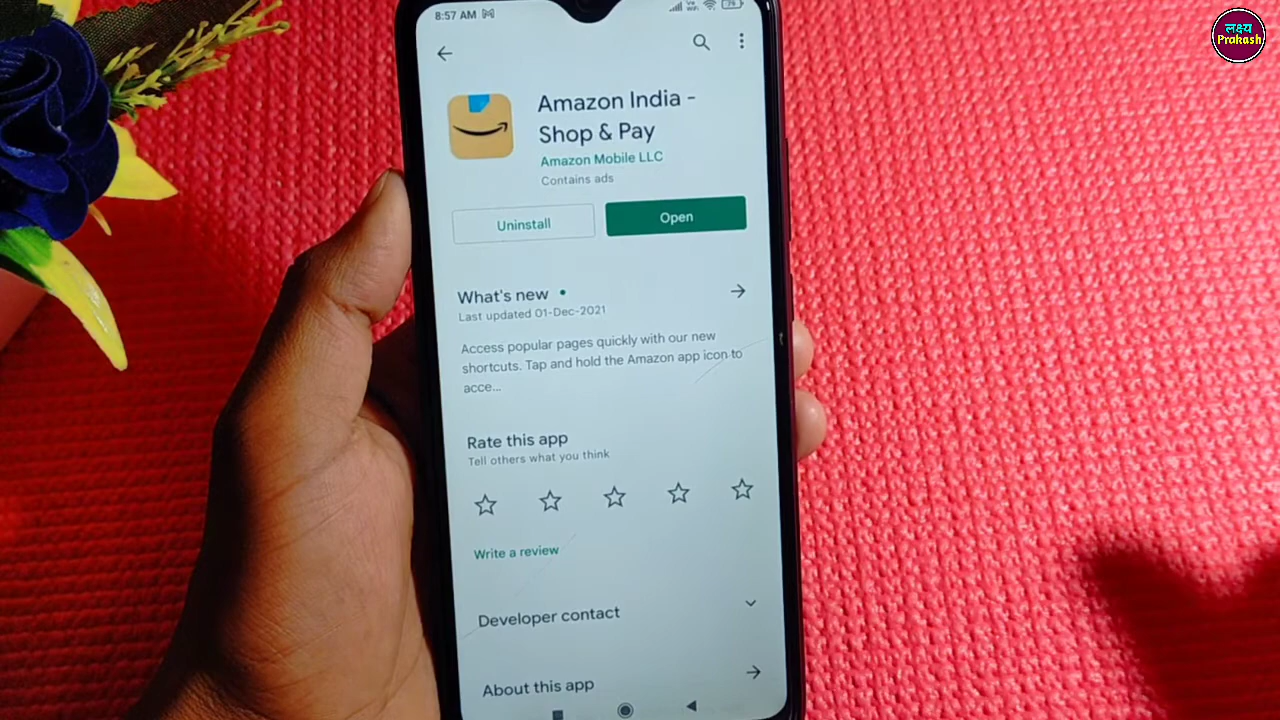 8:57 AM
लक्ष्य
Prakash
Amazon India -
Shop & Pay
Amazon Mobile LLC
Contains ads
Uninstall
Open
What's new
Last updated 01-Dec-2021
Access popular pages quickly with our new
shortcuts. Tap and hold the Amazon app icon to
acce...
Rate this app
Tell others what you think
Write a review
Developer contact
About this app